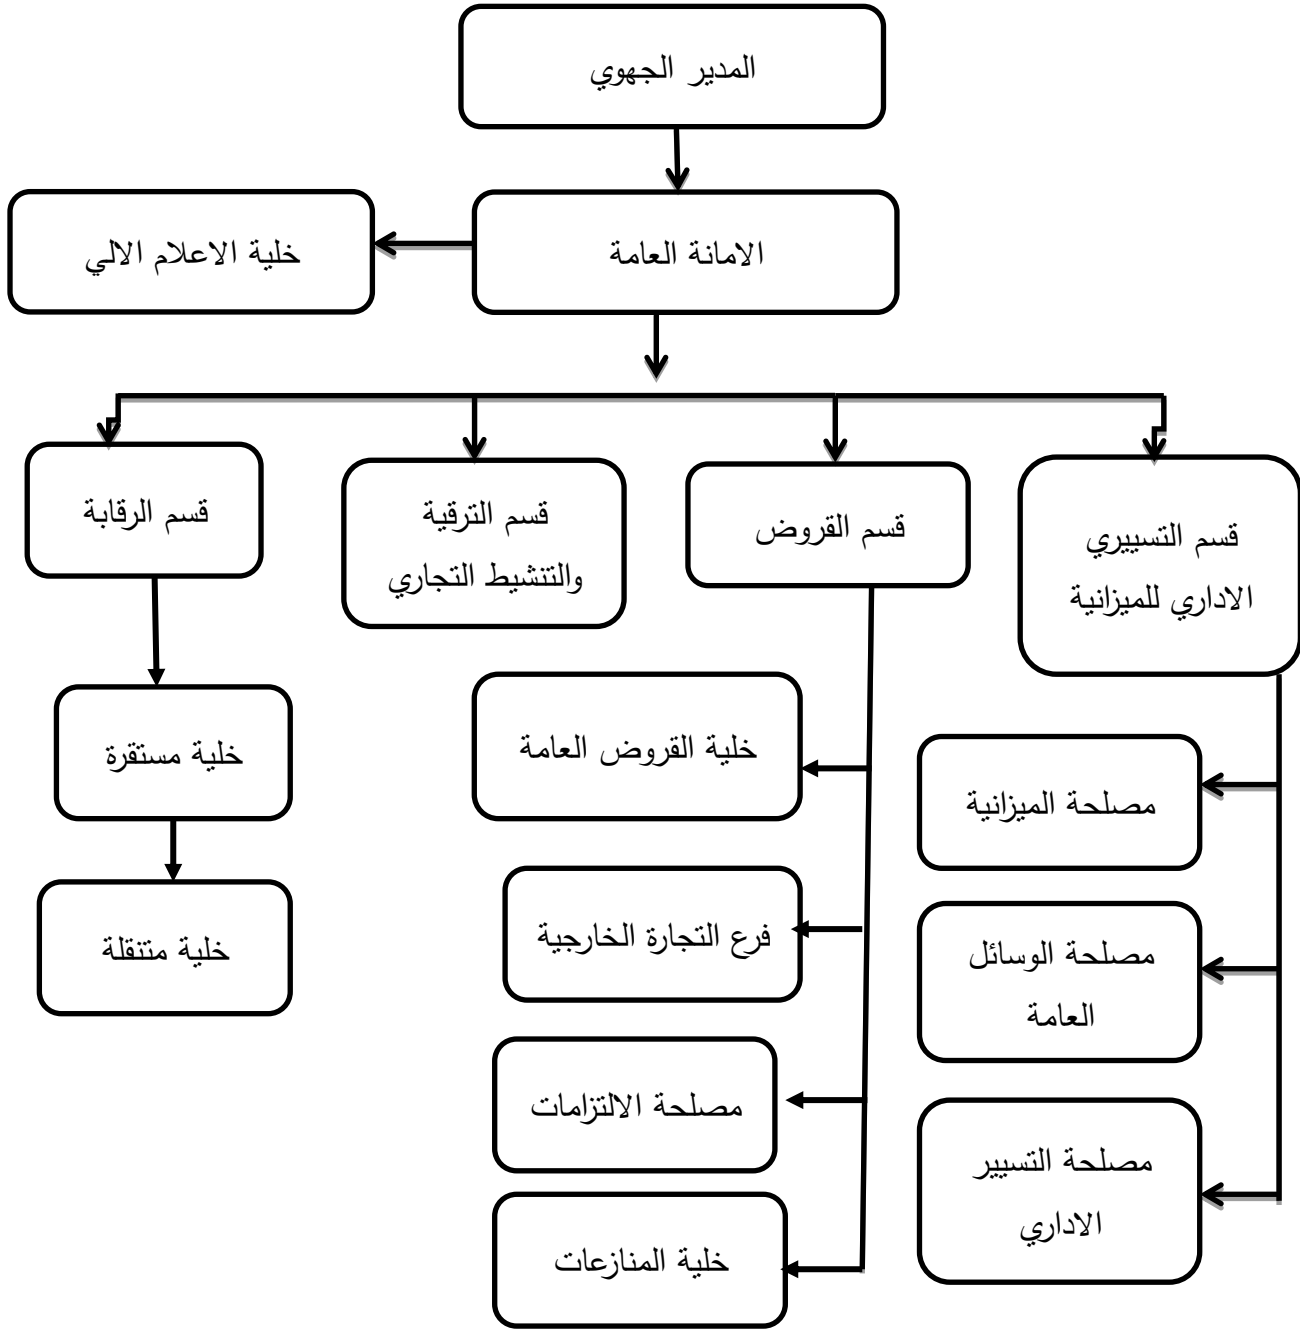 المدير الجهوي
الامانة العامة
خلية الاعلام الالي
قسم التسييري
الاداري للميزانية
قسم القروض
قسم الترقية
والتنشيط التجاري
قسم الرقابة
مصلحة الميزانية
مصلحة الوسائل
العامة
مصلحة التسيير
الاداري
خلية القروض العامة
فرع التجارة الخارجية
مصلحة الالتزامات
خلية المنازعات
خلية مستقرة
خلية متنقلة